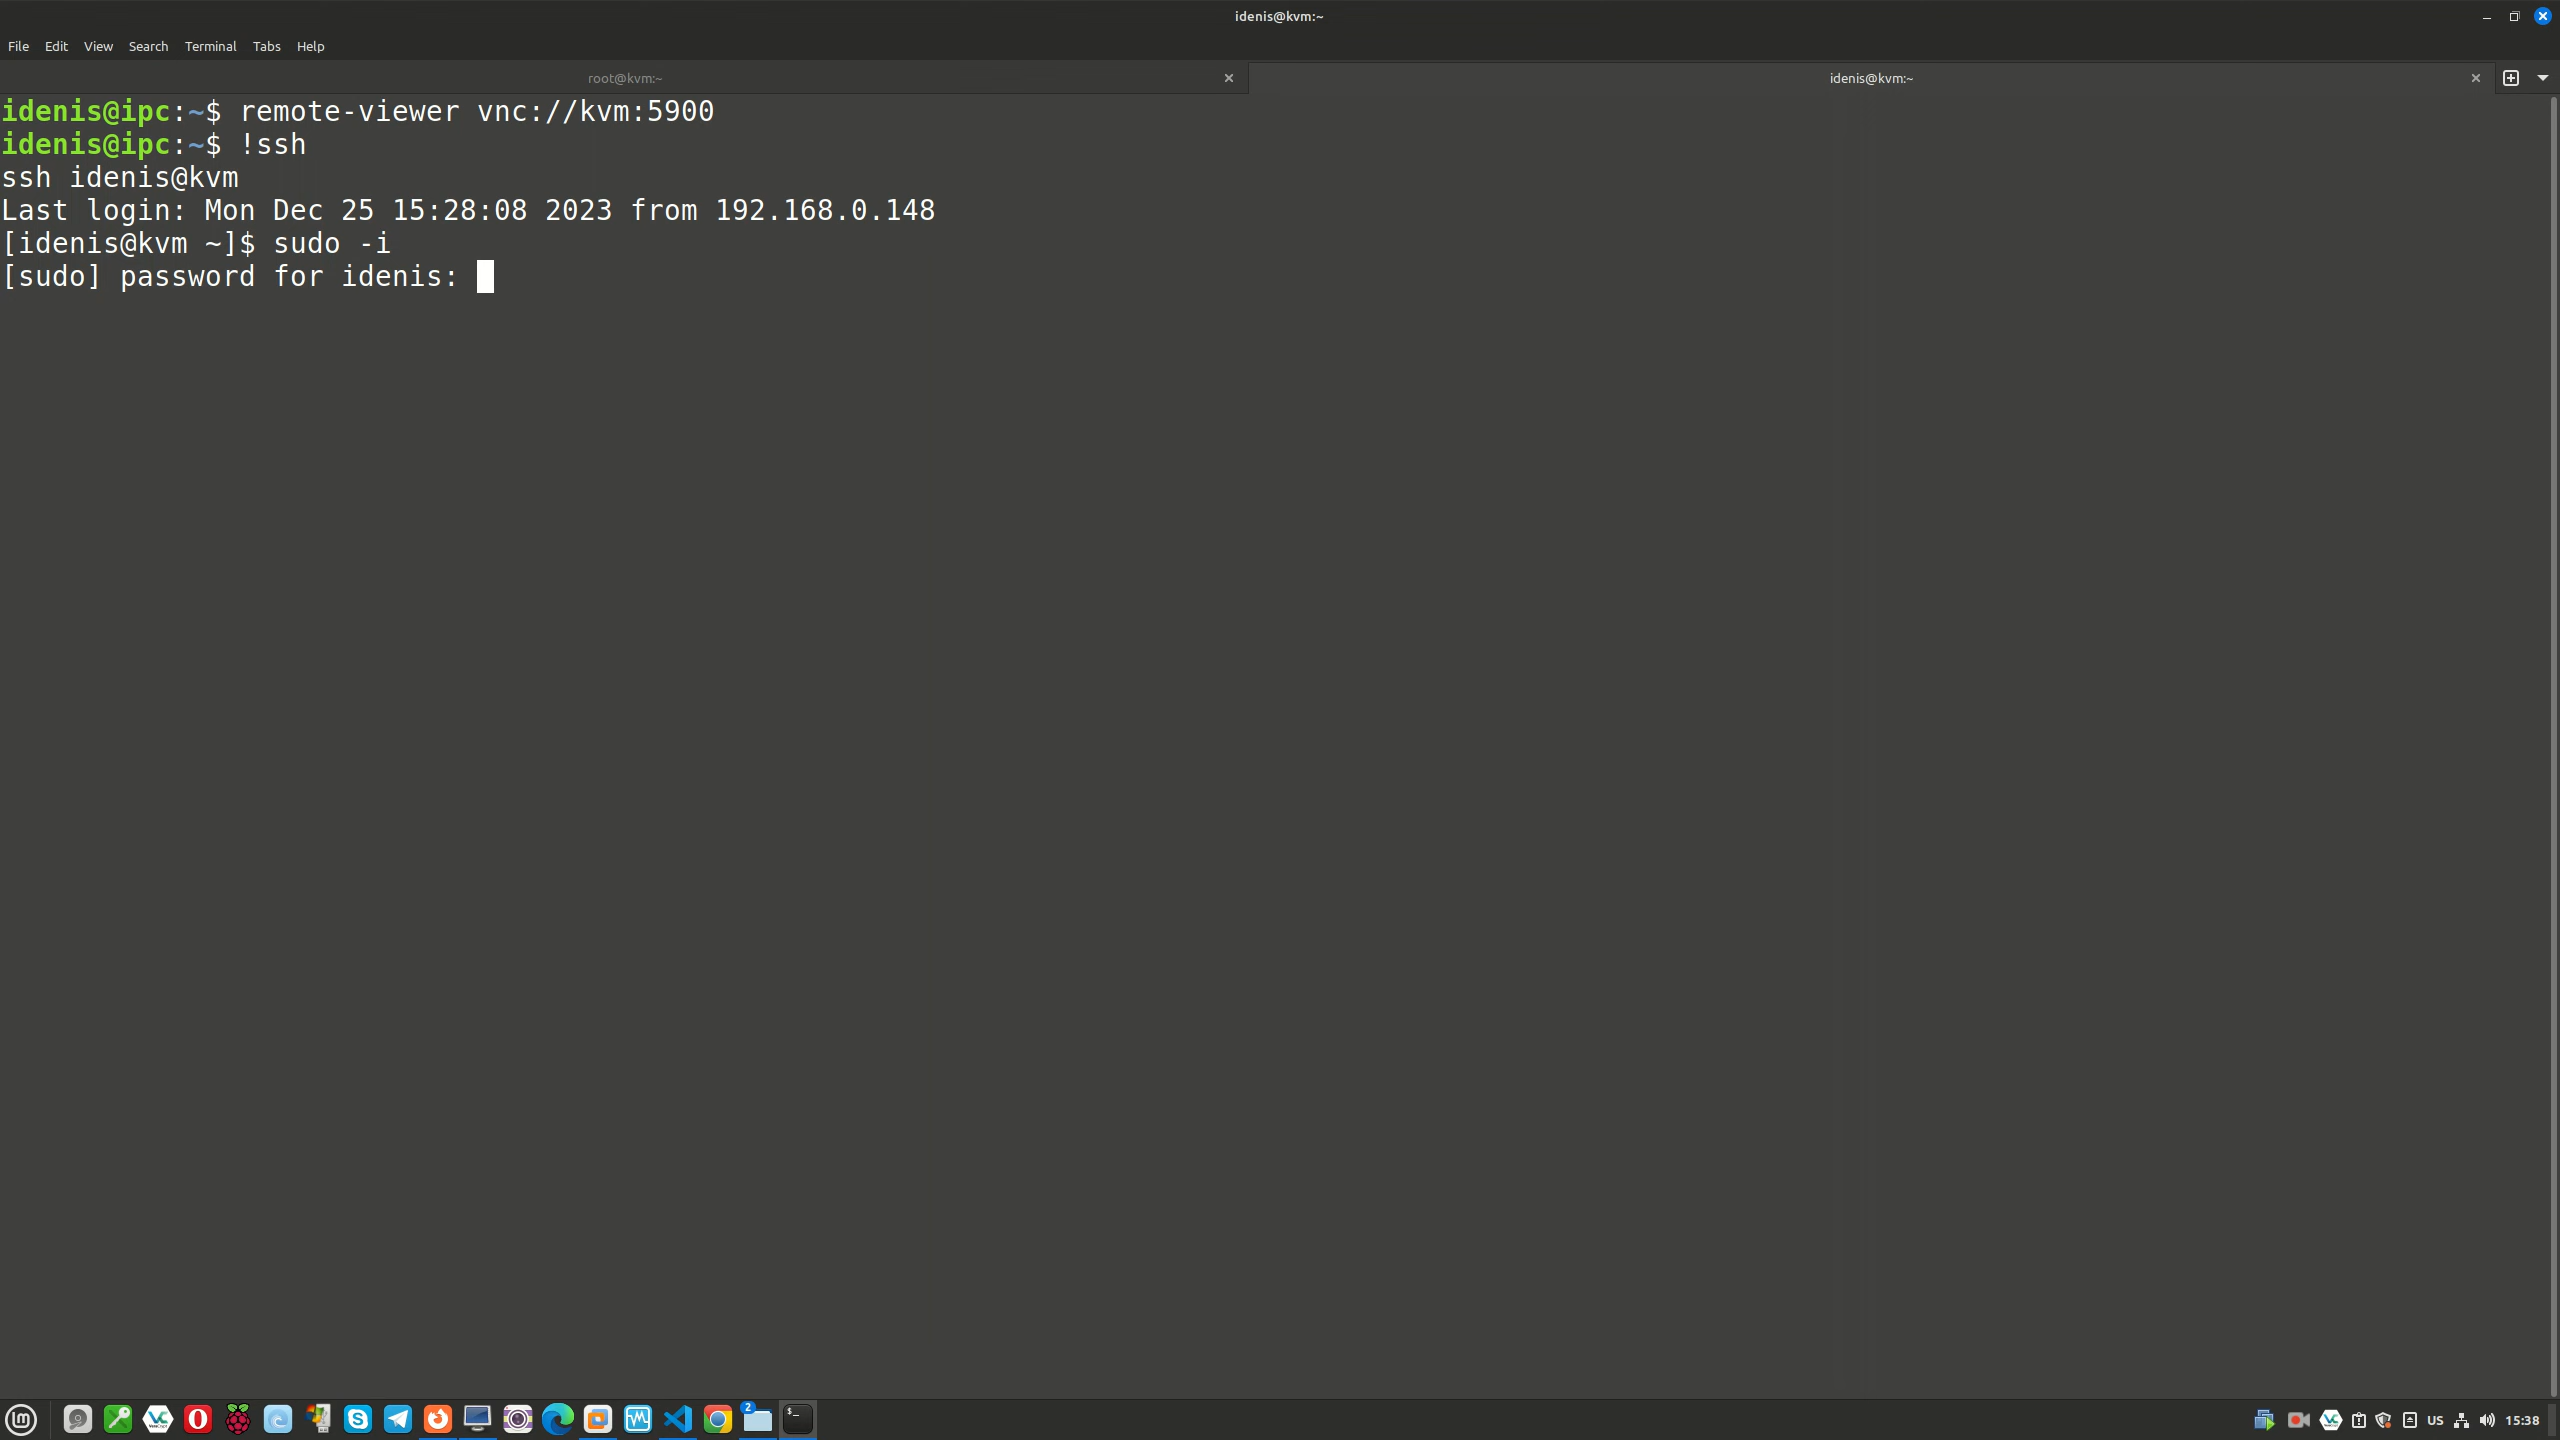 idenis@kvm:~
File Edit View Search Terminal Tabs Help
root@kvm:~ idenis@kvm:~
idenis@ipc:~$ remote-viewer vnc://kvm:5900
idenis@ipc:~$ !ssh
ssh idenis@kvm
Last login: Mon Dec 25 15:28:08 2023 from 192.168.0.148
[idenis@kvm ~]$ sudo -i
[sudo] password for idenis:
2 $_ US 15:38